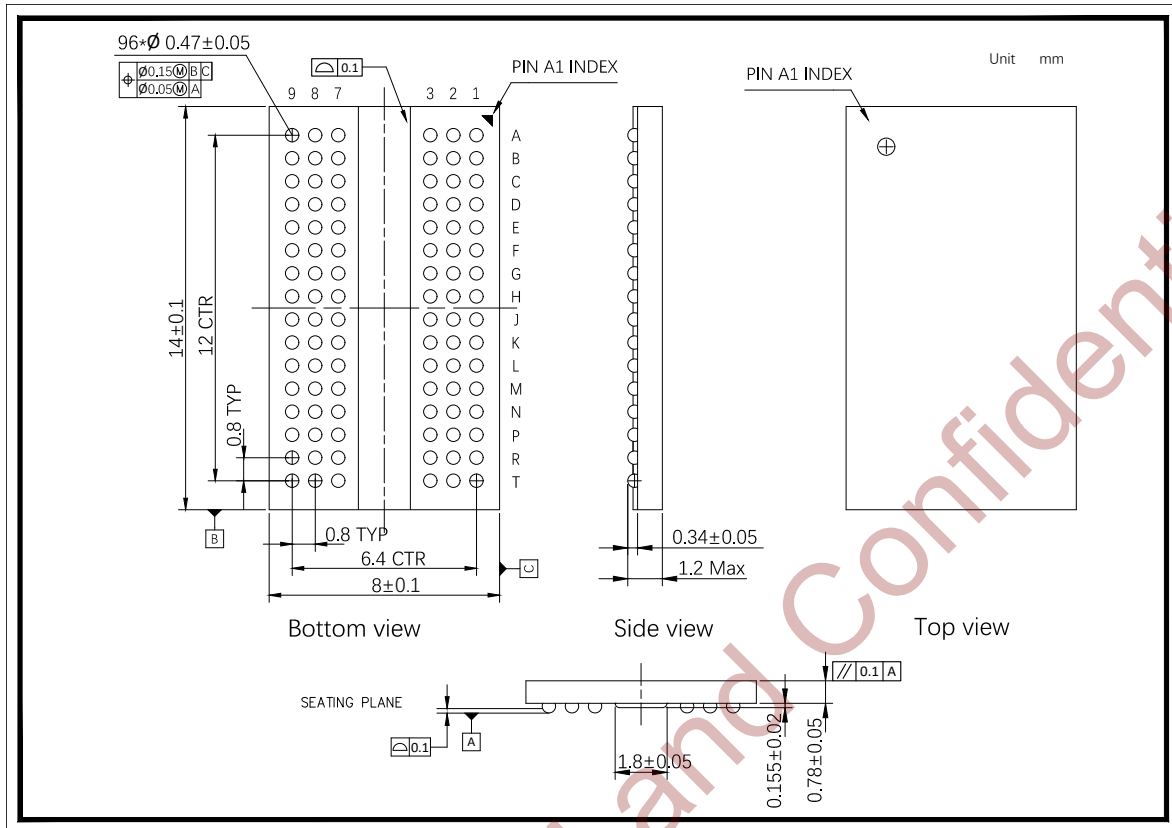 96*Ø 0.47±0.05
Ø0.15Ⓜ B C
Ø0.05Ⓜ A
0.1
PIN A1 INDEX
Unit mm
PIN A1 INDEX
9 8 7 3 2 1
A
B
C
D
E
F
G
H
J
K
L
M
N
P
R
T
14±0.1
12 CTR
0.8 TYP
B
0.8 TYP
6.4 CTR
8±0.1
C
0.34±0.05
1.2 Max
Bottom view
Side view
Top view
SEATING PLANE
0.1
A
// 0.1 A
1.8±0.05
0.155±0.02
0.78±0.05
and Confident